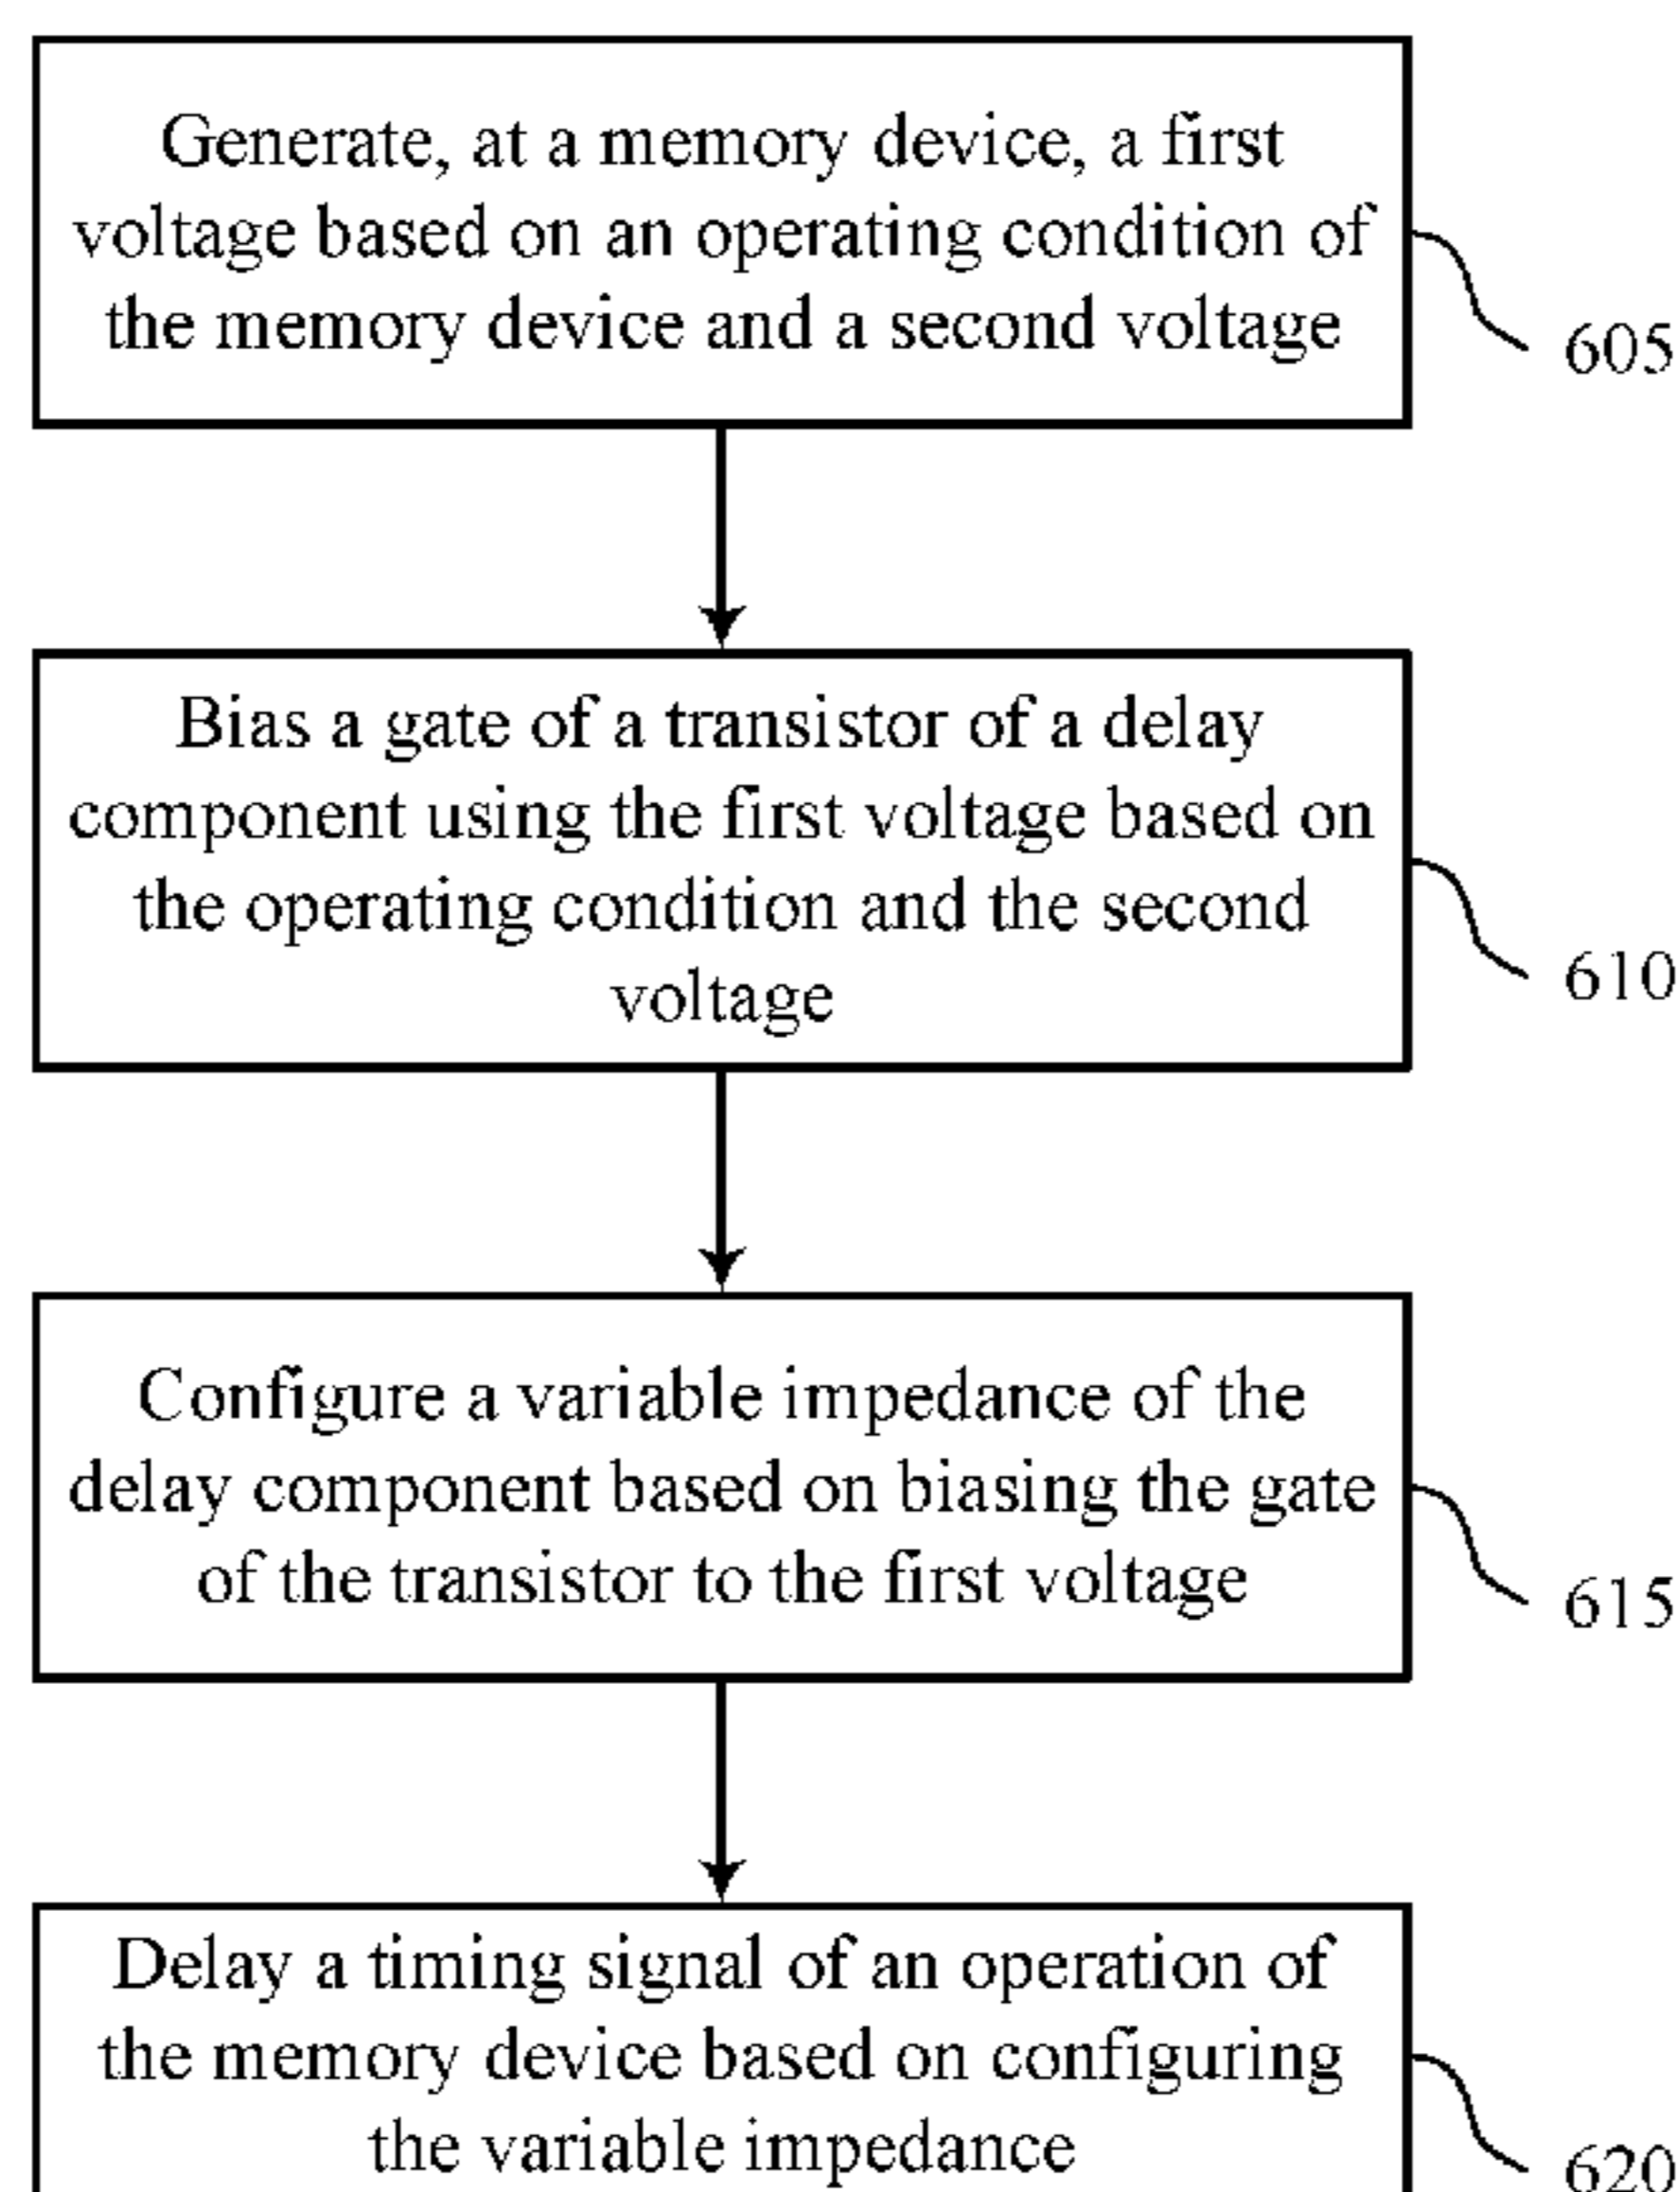 Generate, at a memory device, a first
voltage based on an operating condition of
the memory device and a second voltage
605
Bias a gate of a transistor of a delay
component using the first voltage based on
the operating condition and the second
voltage
610
Configure a variable impedance of the
delay component based on biasing the gate
of the transistor to the first voltage
615
Delay a timing signal of an operation of
the memory device based on configuring
the variable impedance
620